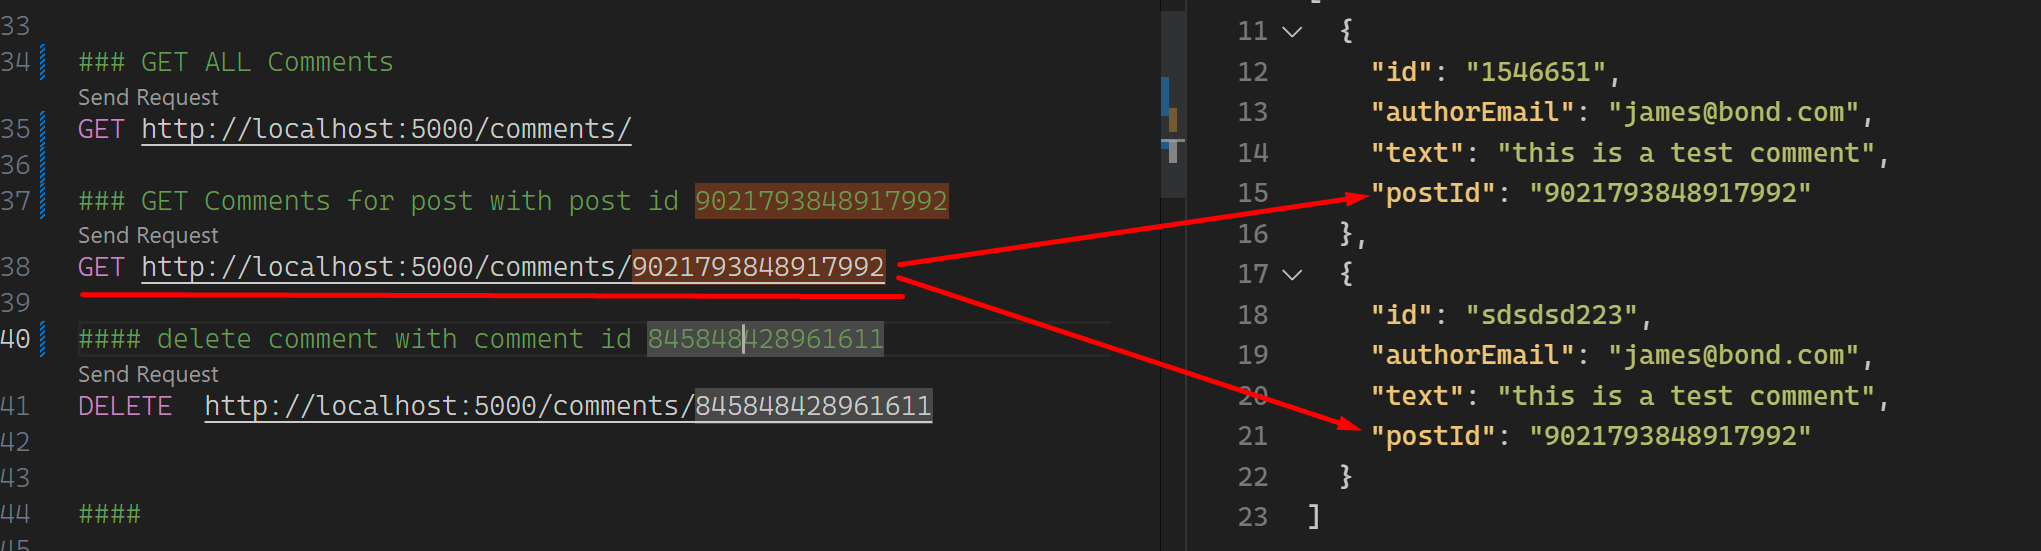 33
34 ### GET ALL Comments
Send Request
35 GET http://localhost:5000/comments/
36
37 ### GET Comments for post with post id 9021793848917992
Send Request
38 GET http://localhost:5000/comments/9021793848917992
39
40 #### delete comment with comment id 845848428961611
Send Request
41 DELETE  http://localhost:5000/comments/845848428961611
42
43
44 ####
45
11 {
12 "id": "1546651",
13 "authorEmail": "james@bond.com",
14 "text": "this is a test comment",
15 "postId": "9021793848917992"
16 },
17 {
18 "id": "sdsdsd223",
19 "authorEmail": "james@bond.com",
20 "text": "this is a test comment",
21 "postId": "9021793848917992"
22 }
23 ]